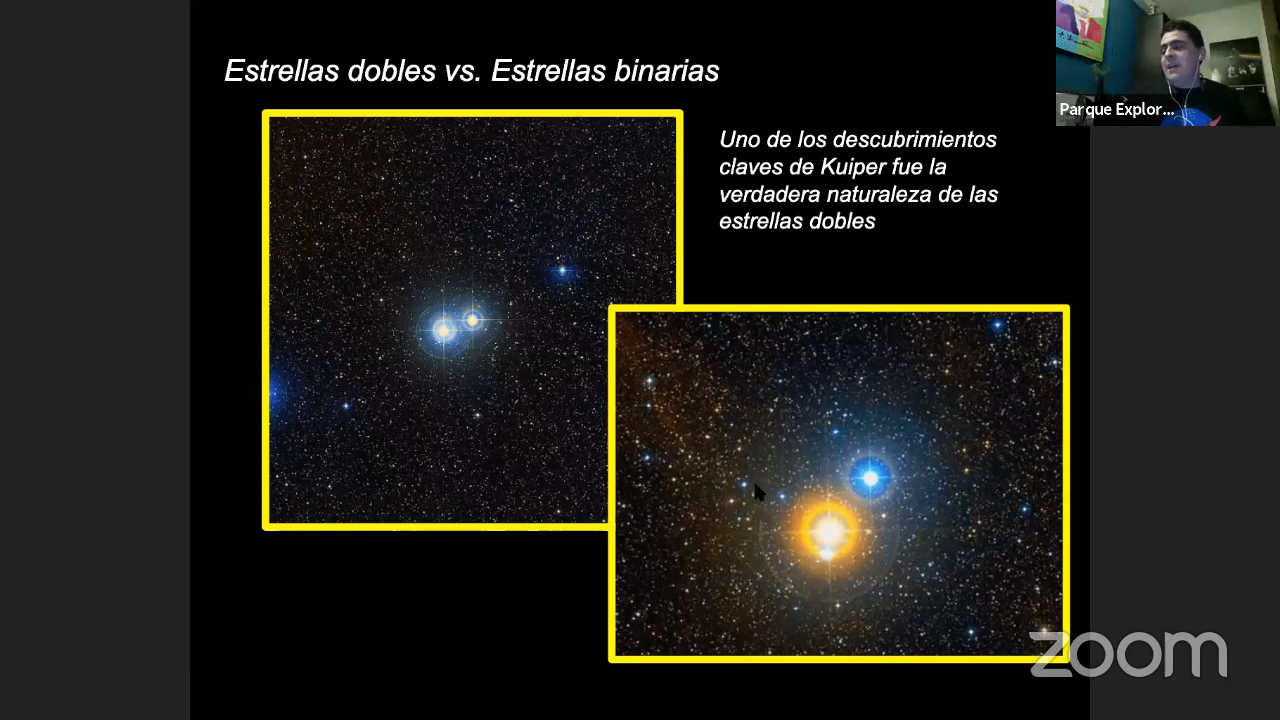 Estrellas dobles vs. Estrellas binarias
Uno de los descubrimientos
claves de Kuiper fue la
verdadera naturaleza de las
estrellas dobles
Parque Explor...
zoom